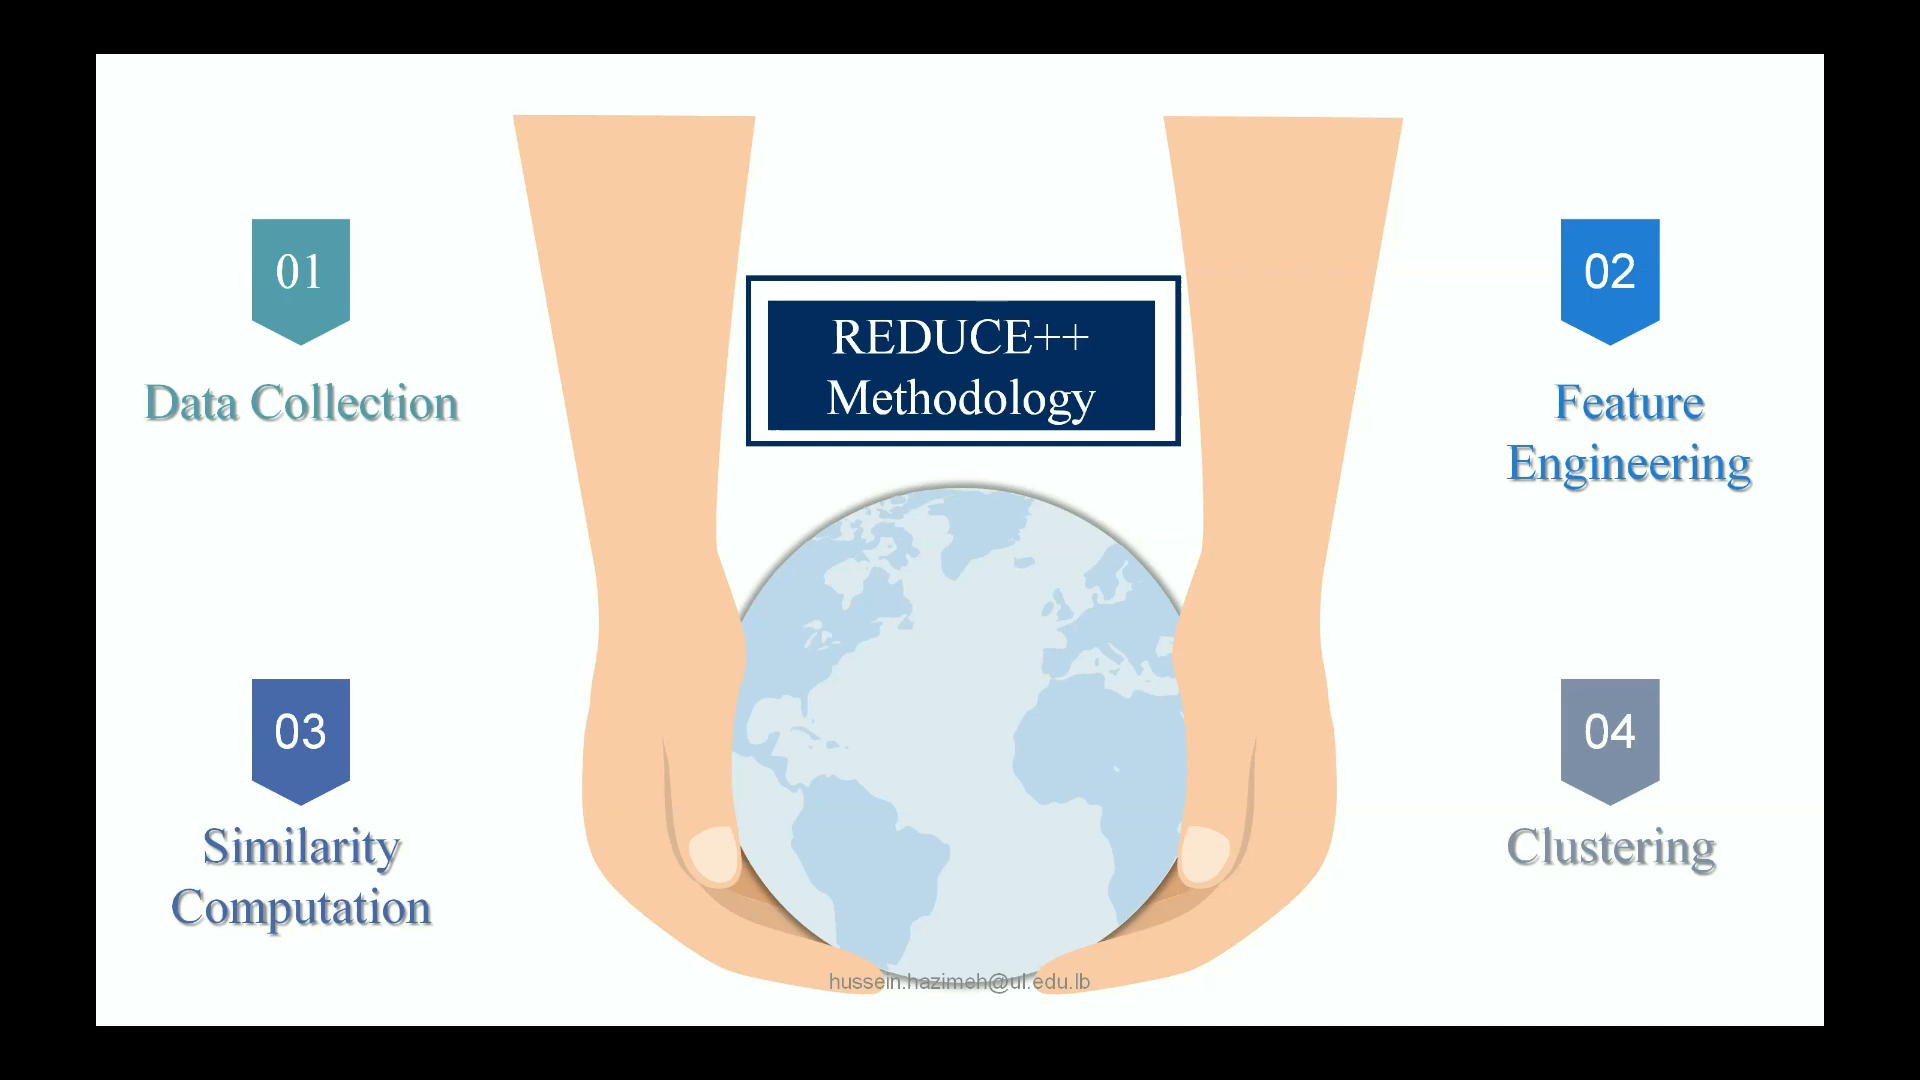 REDUCE++
Methodology
01
Data Collection
02
Feature
Engineering
03
Similarity
Computation
04
Clustering
hussein.hazimeh@ul.edu.lb